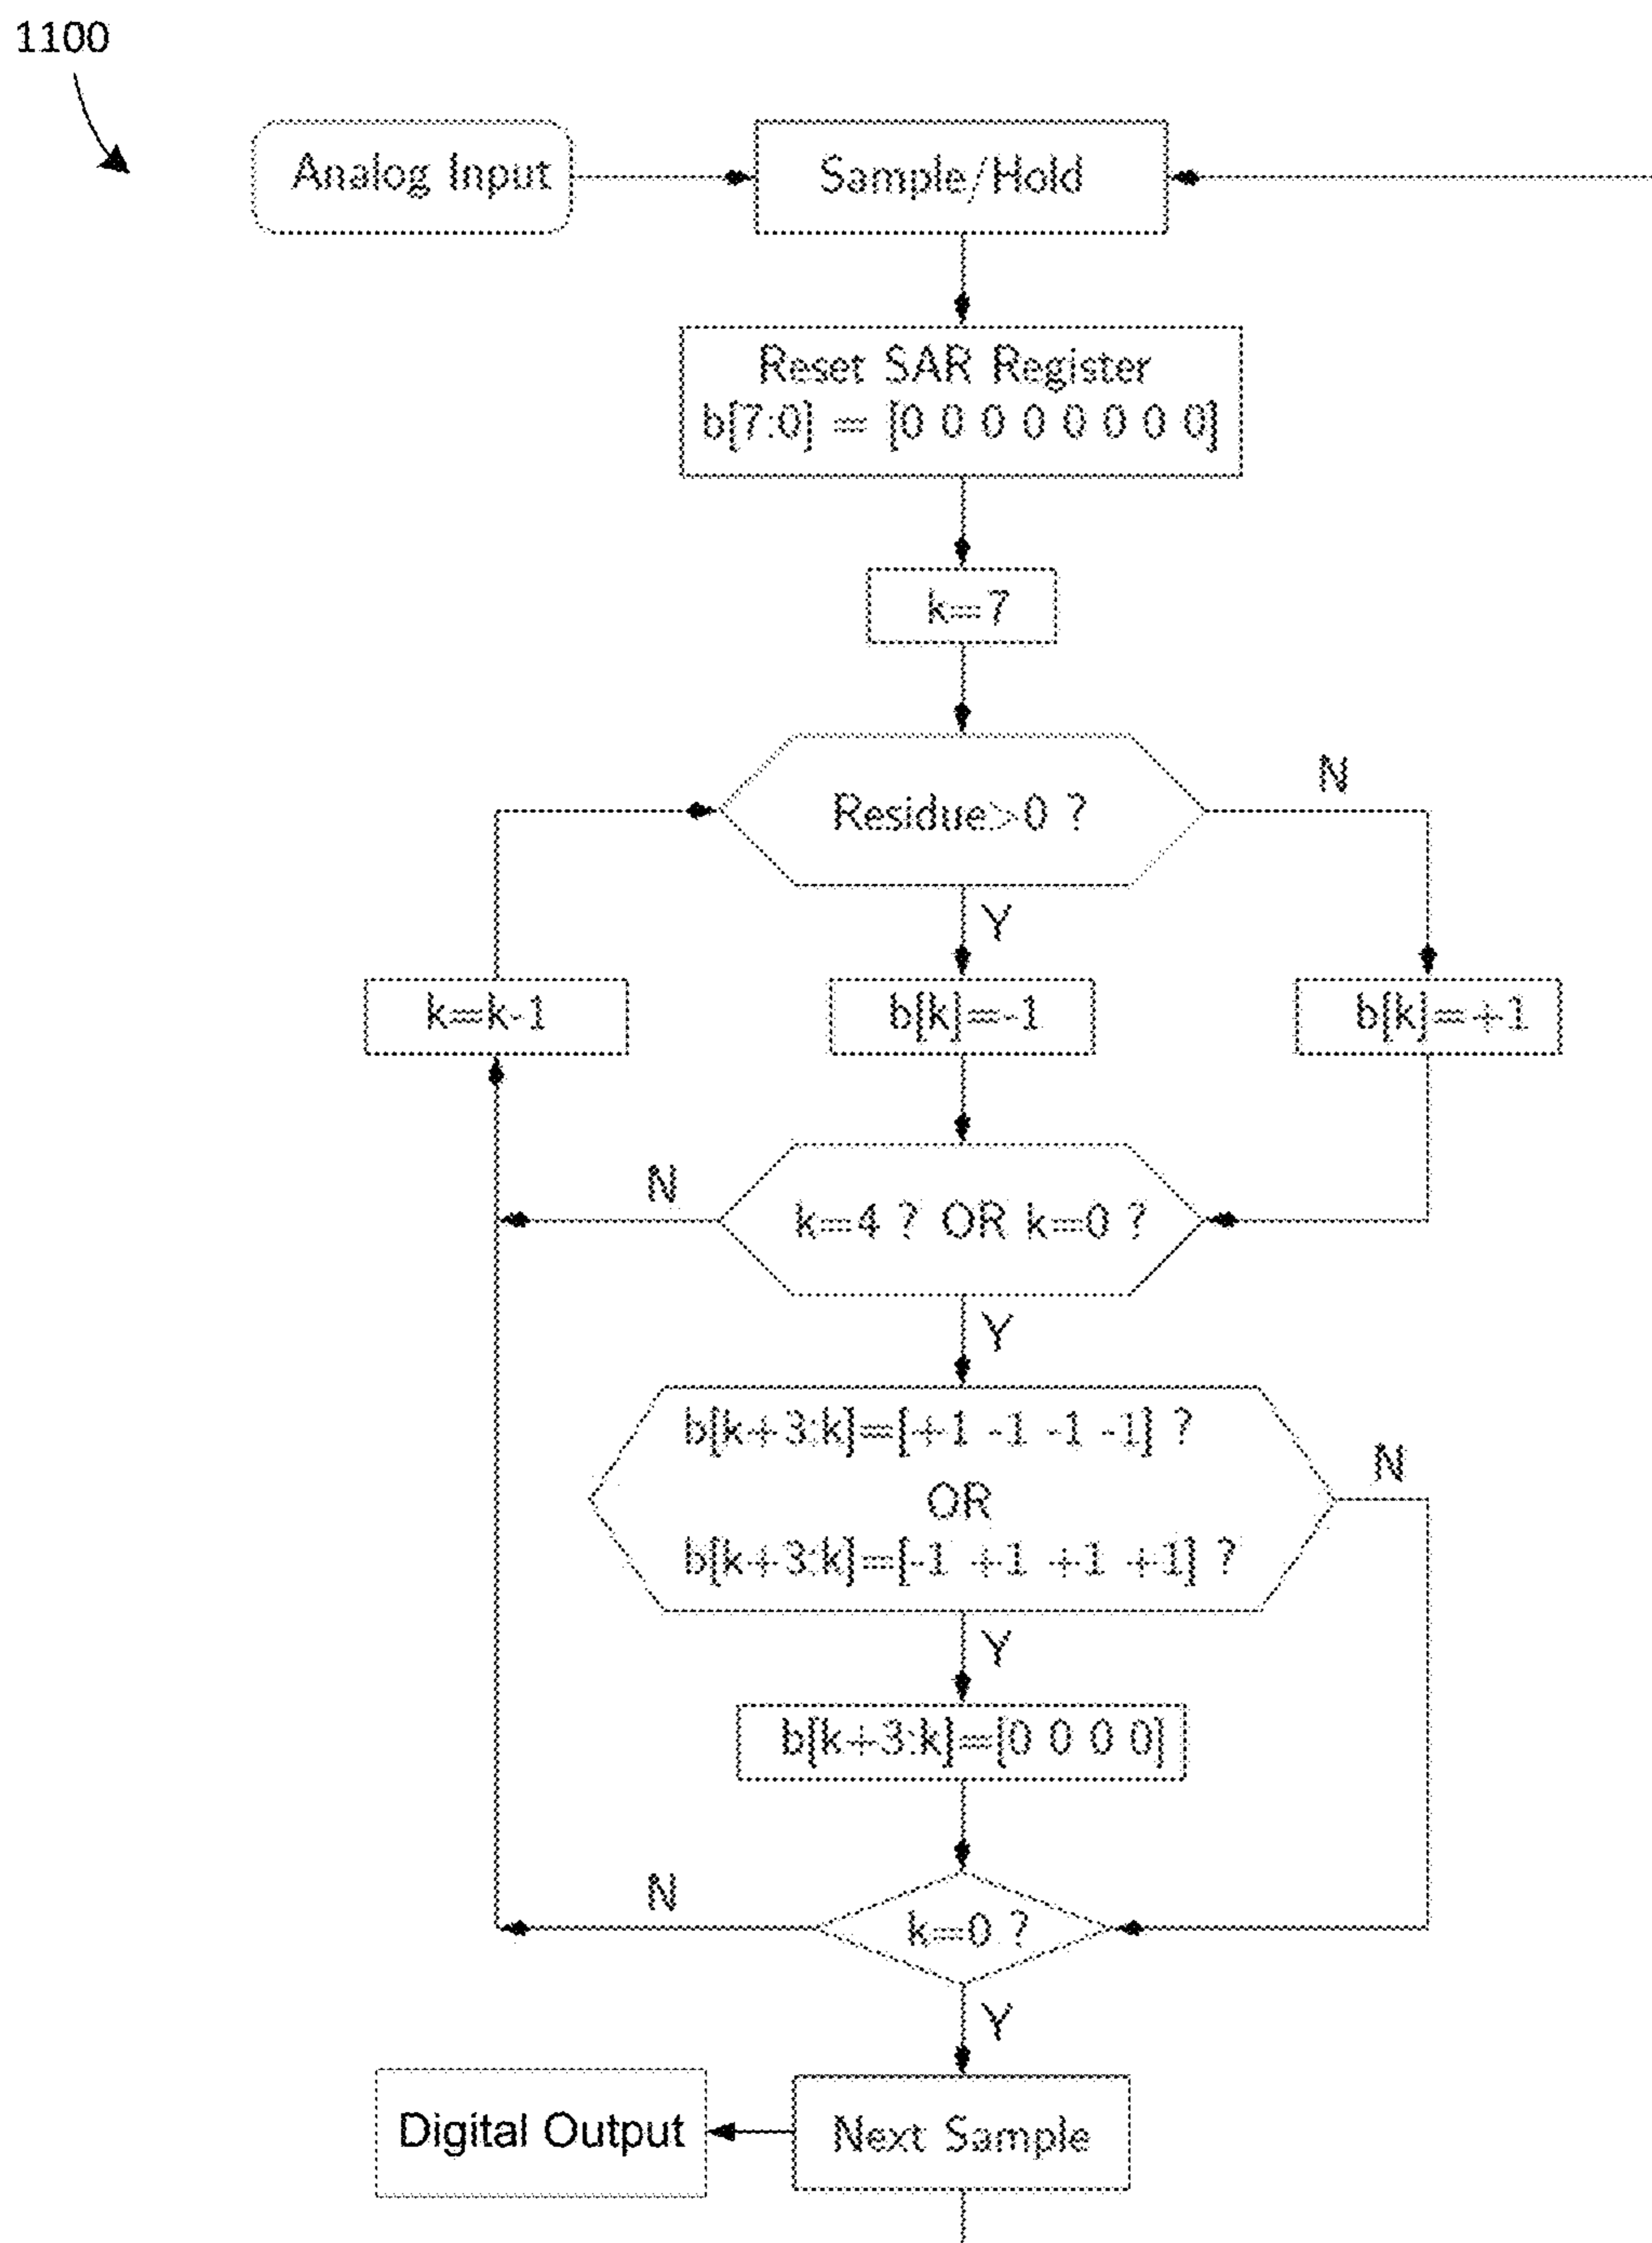 1100
Analog Input
Sample/Hold
Reset SAR Register
b[7:0] = [0 0 0 0 0 0 0 0]
k=7
Residue>0 ?
N
Y
k=k-1
b[k]=-1
b[k]=+1
N
k=4 ? OR k=0 ?
Y
b[k+3:k]=[+1 -1 -1 -1] ?
OR
b[k+3:k]=[-1 +1 +1 +1] ?
N
Y
b[k+3:k]=[0 0 0 0]
N
k=0 ?
Y
Digital Output
Next Sample